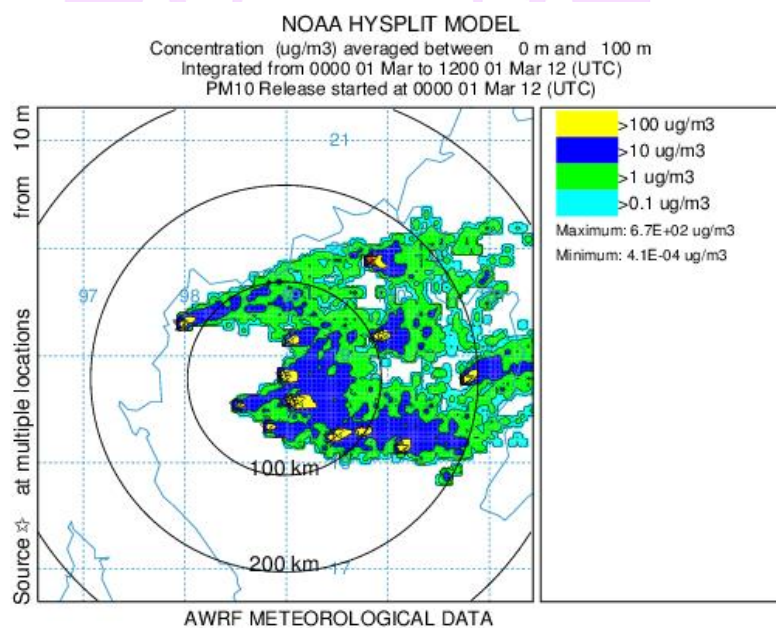 NOAA HYSPLIT MODEL
Concentration (ug/m3) averaged between 0 m and 100 m
Integrated from 0000 01 Mar to 1200 01 Mar 12 (UTC)
PM10 Release started at 0000 01 Mar 12 (UTC)
Source ☆ at multiple locations from 10 m
21
97
98
100 km
200 km
17
>100 ug/m3
>10 ug/m3
>1 ug/m3
>0.1 ug/m3
Maximum: 6.7E+02 ug/m3
Minimum: 4.1E-04 ug/m3
AWRF METEOROLOGICAL DATA